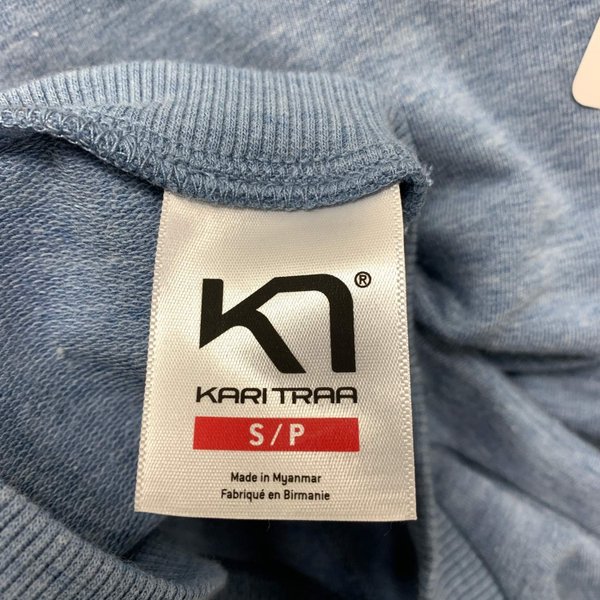 KARI TRAA
S/P
Made in Myanmar
Fabriqué en Birmanie